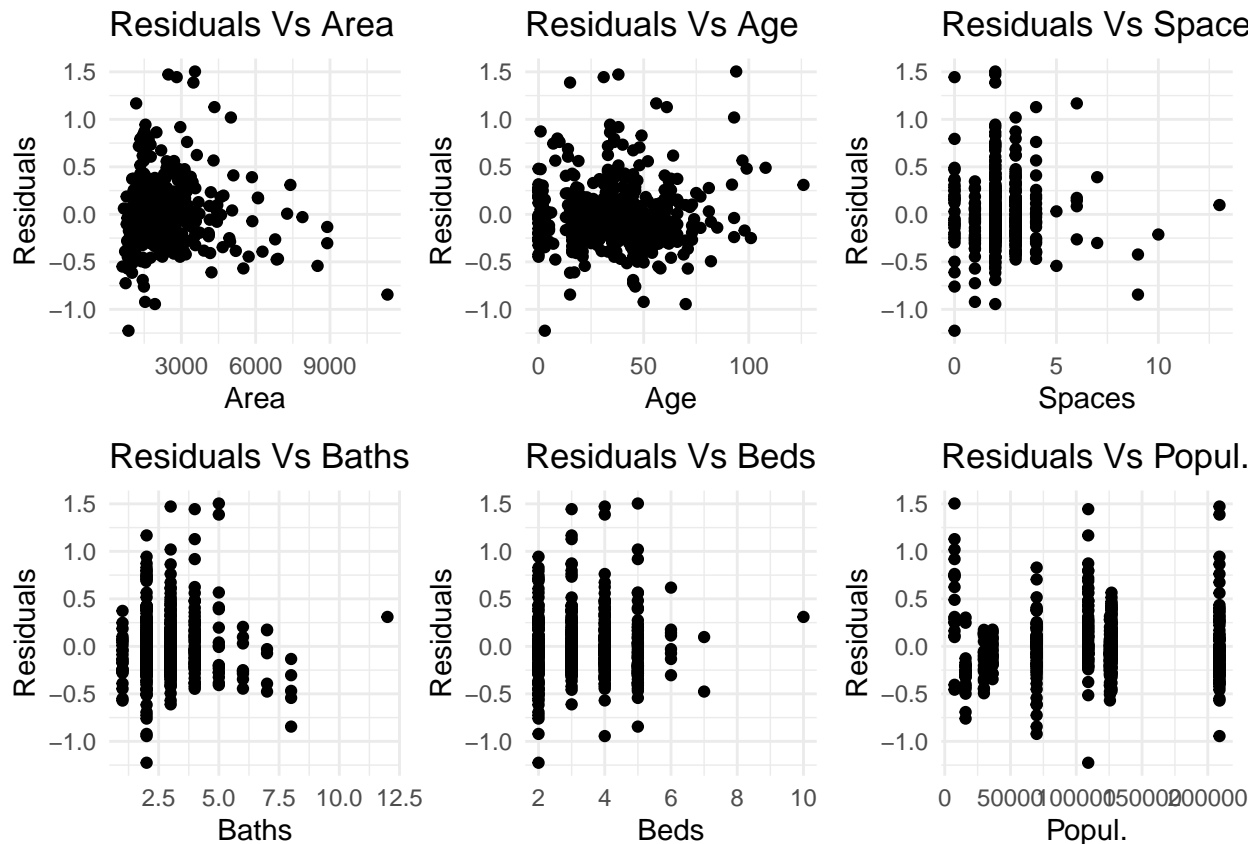 Residuals Vs Area
1.5
1.0
0.5
0.0
−0.5
−1.0
Residuals
3000 6000 9000
Area
Residuals Vs Age
1.5
1.0
0.5
0.0
−0.5
−1.0
Residuals
0 50 100
Age
Residuals Vs Space
1.5
1.0
0.5
0.0
−0.5
−1.0
Residuals
0 5 10
Spaces
Residuals Vs Baths
1.5
1.0
0.5
0.0
−0.5
−1.0
Residuals
2.5 5.0 7.5 10.0 12.5
Baths
Residuals Vs Beds
1.5
1.0
0.5
0.0
−0.5
−1.0
Residuals
2 4 6 8 10
Beds
Residuals Vs Popul.
1.5
1.0
0.5
0.0
−0.5
−1.0
Residuals
0 50000 100000 150000 200000
Popul.